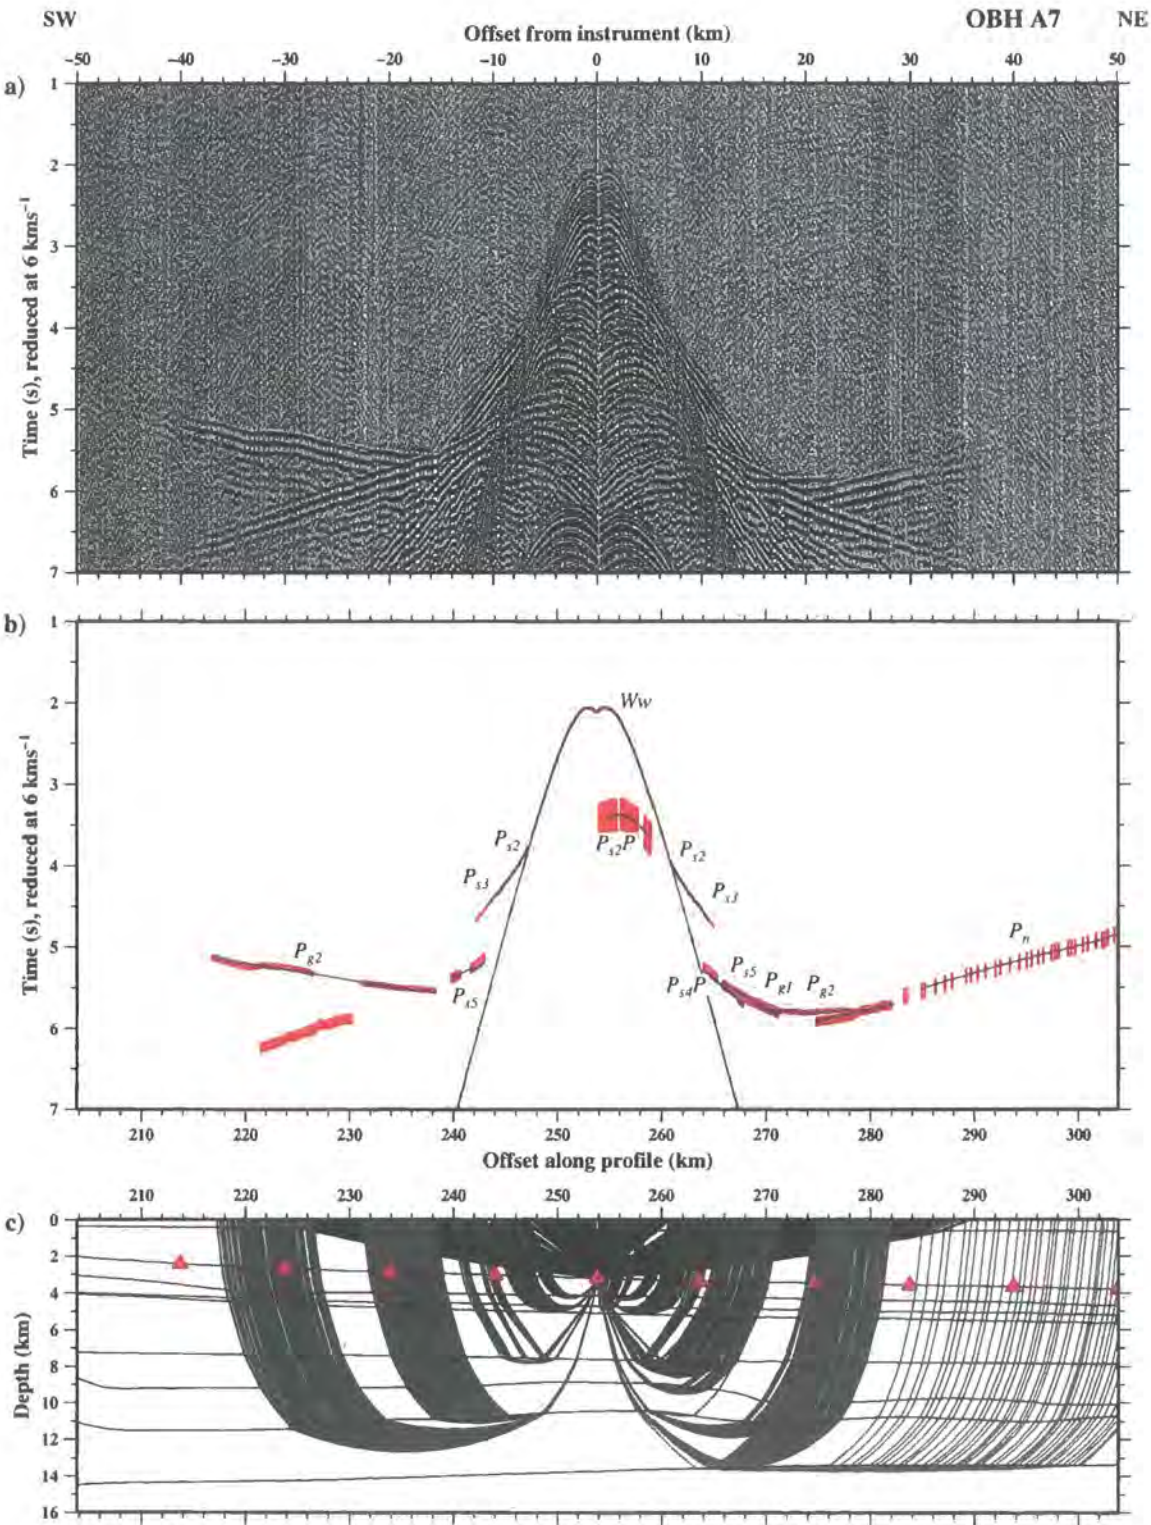 SW
OBH A7
NE
Offset from instrument (km)
−50 −40 −30 −20 −10 0 10 20 30 40 50
a)
1
2
3
4
5
6
7
Time (s), reduced at 6 kms⁻¹
b)
1
2
3
4
5
6
7
Time (s), reduced at 6 kms⁻¹
Ww
Ps2
Ps2P
Ps2
Ps3
Ps3
Pg2
Ps5
Ps4P
Ps5
Pg1
Pg2
Pn
210 220 230 240 250 260 270 280 290 300
Offset along profile (km)
c)
210 220 230 240 250 260 270 280 290 300
0
2
4
6
8
10
12
14
16
Depth (km)